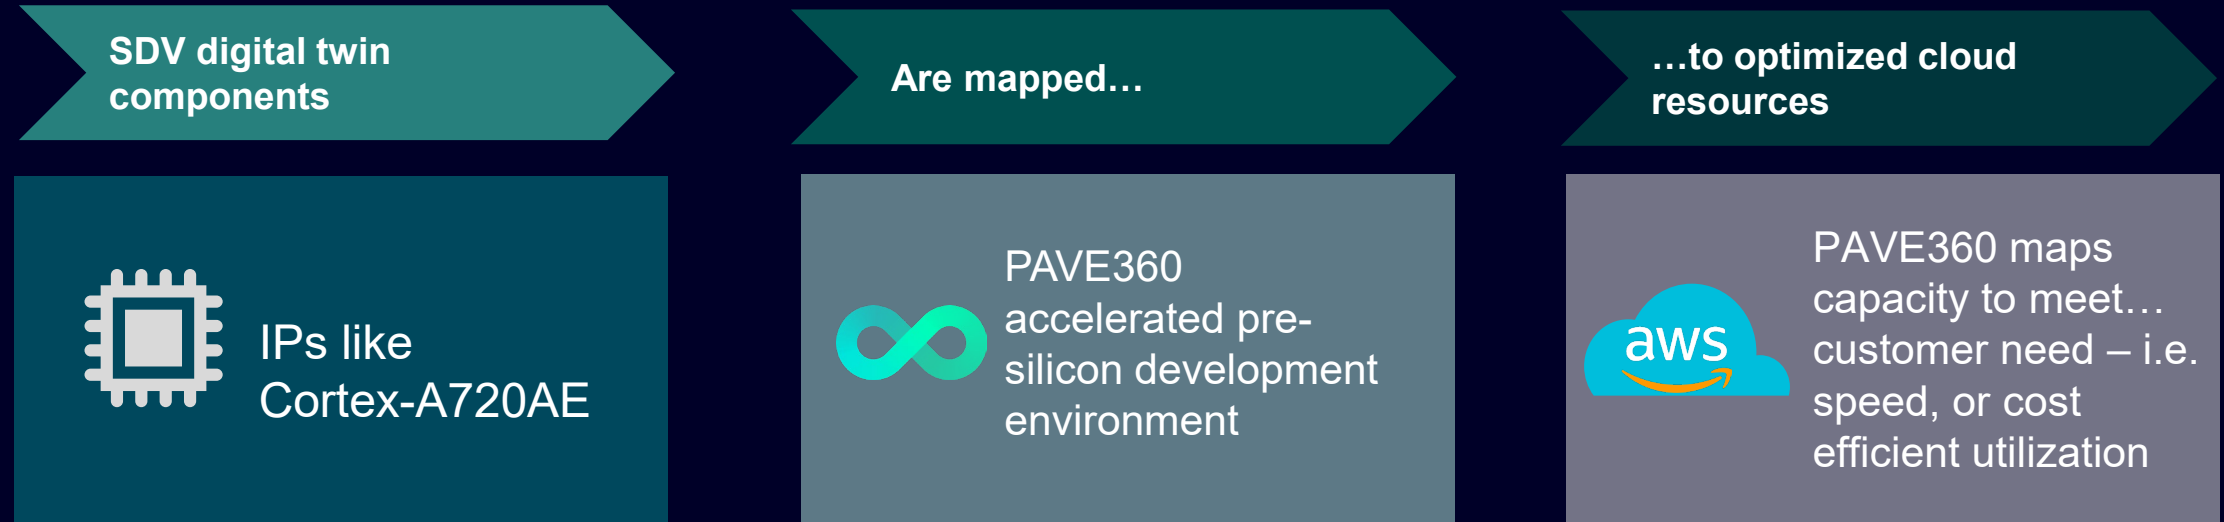 SDV digital twin
components
Are mapped…
…to optimized cloud
resources
IPs like
Cortex-A720AE
PAVE360
accelerated pre-
silicon development
environment
aws
PAVE360 maps
capacity to meet…
customer need – i.e.
speed, or cost
efficient utilization